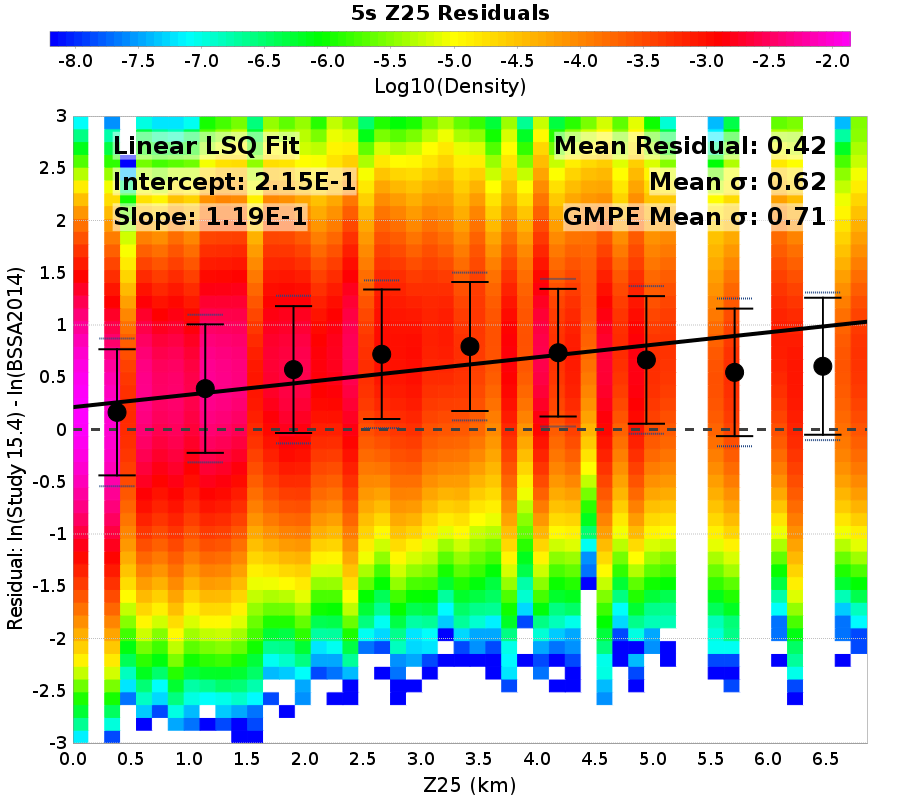 5s Z25 Residuals
-8.0 -7.5 -7.0 -6.5 -6.0 -5.5 -5.0 -4.5 -4.0 -3.5 -3.0 -2.5 -2.0
Log10(Density)
Linear LSQ Fit
Intercept: 2.15E-1
Slope: 1.19E-1
Mean Residual: 0.42
Mean σ: 0.62
GMPE Mean σ: 0.71
Residual: ln(Study 15.4) - ln(BSSA2014)
3
2.5
2
1.5
1
0.5
0
-0.5
-1
-1.5
-2
-2.5
-3
0.0 0.5 1.0 1.5 2.0 2.5 3.0 3.5 4.0 4.5 5.0 5.5 6.0 6.5
Z25 (km)